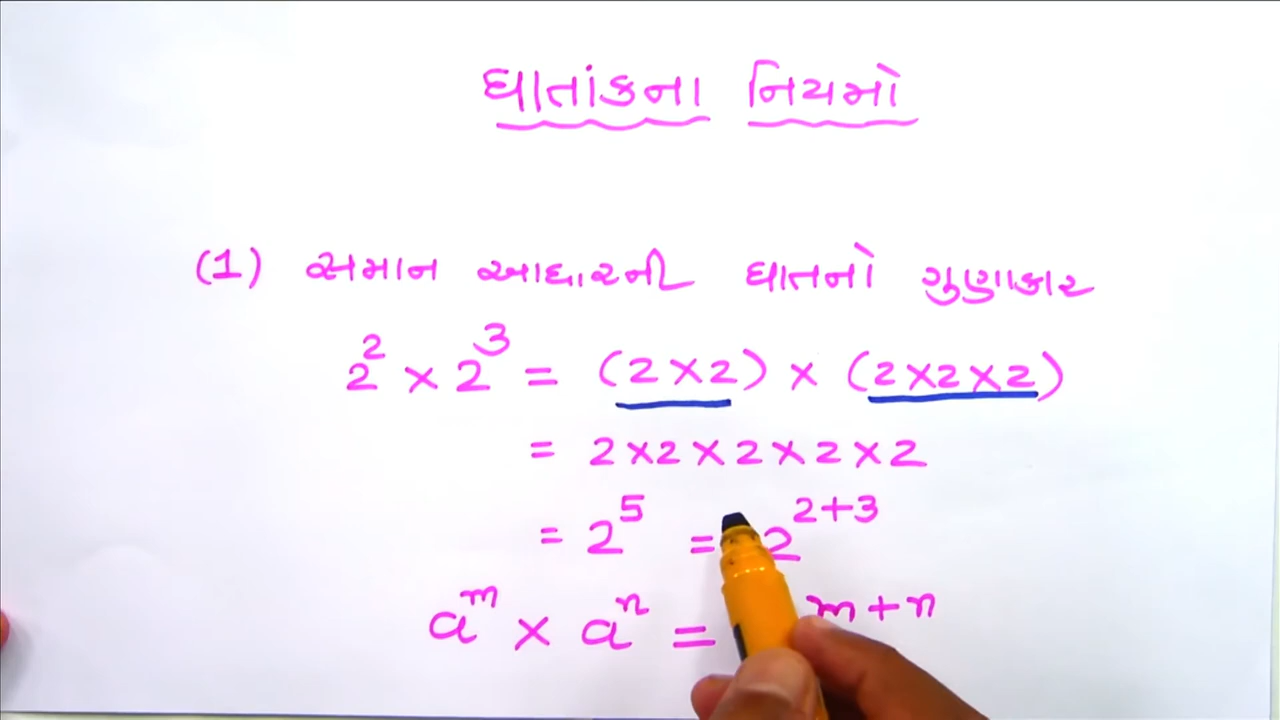 ઘાતાંકના નિયમો
(1) સમાન આધારની ઘાતનો ગુણાકાર
2² × 2³ = (2×2) × (2×2×2)
= 2×2×2×2×2
= 2⁵ = 2²⁺³
aᵐ × aⁿ = ᵐ⁺ⁿ